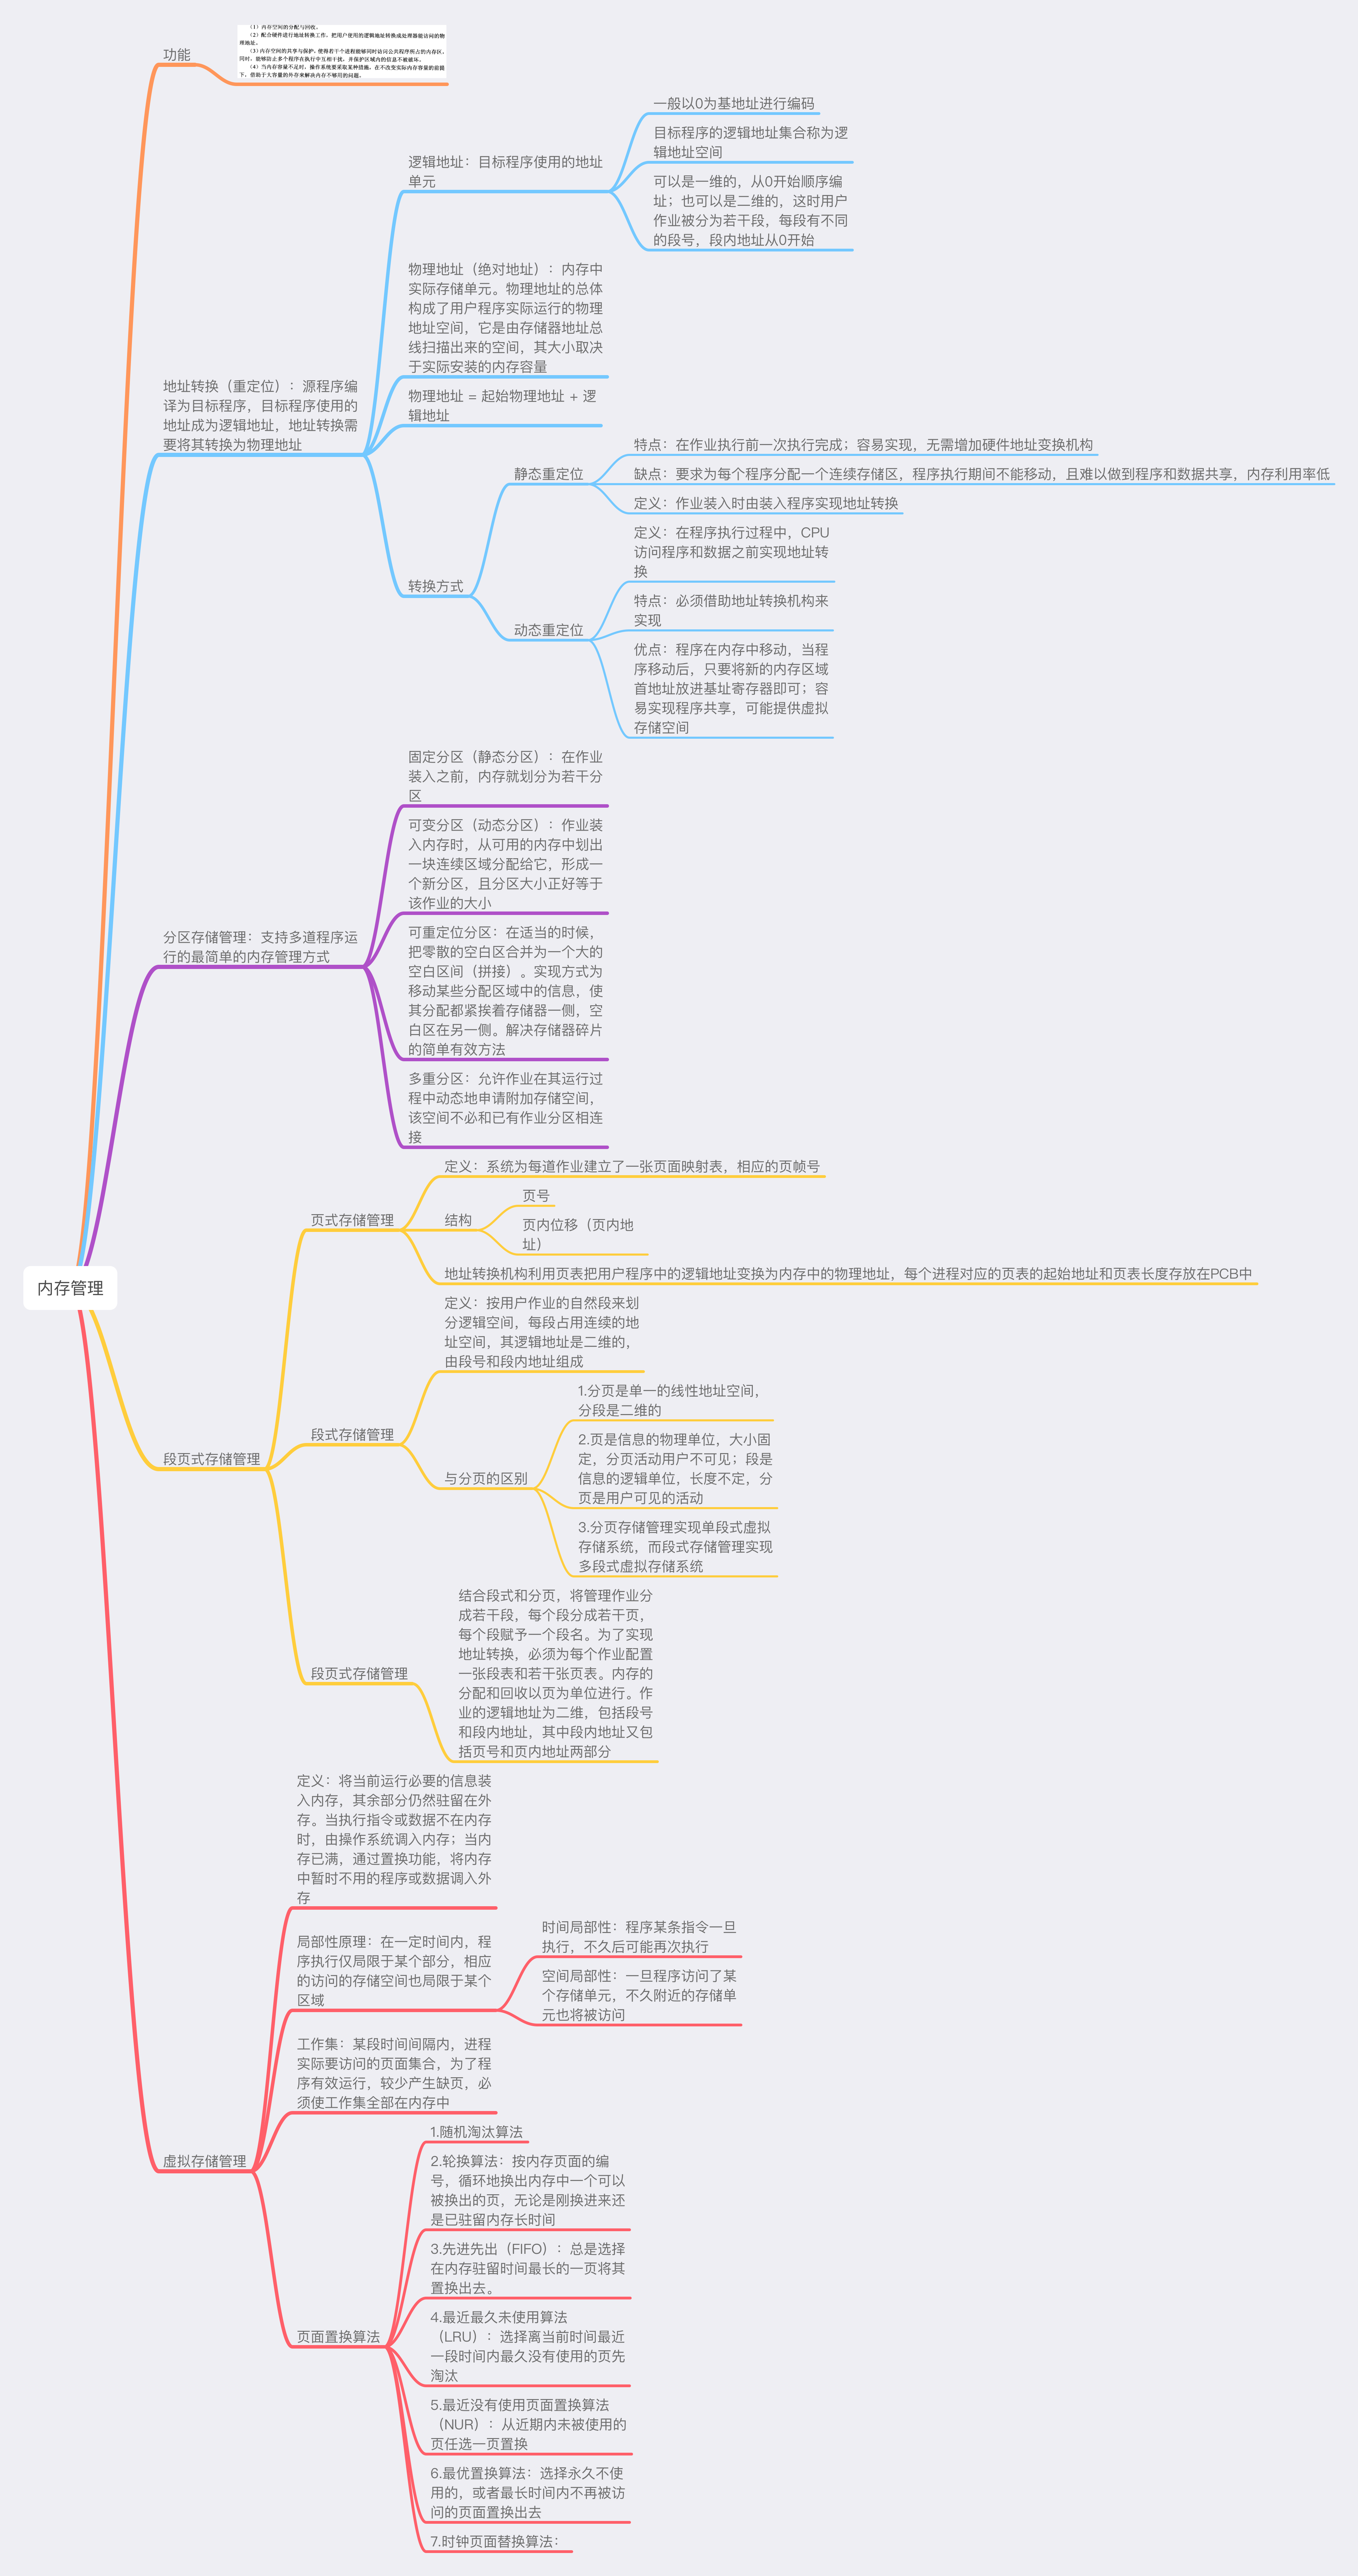 （1）内存空间的分配与回收。
（2）配合硬件进行地址转换工作，把用户使用的逻辑地址转换成处理器能访问的物
理地址。
（3）内存空间的共享与保护，使得若干个进程能够同时访问公共程序所占的内存区，
同时，能够防止多个程序在执行中互相干扰，并保护区域内的信息不被破坏。
（4）当内存容量不足时，操作系统要采取某种措施，在不改变实际内存容量的前提
下，借助于大容量的外存来解决内存不够用的问题。
功能
一般以0为基地址进行编码
目标程序的逻辑地址集合称为逻
辑地址空间
逻辑地址：目标程序使用的地址
单元
可以是一维的，从0开始顺序编
址；也可以是二维的，这时用户
作业被分为若干段，每段有不同
的段号，段内地址从0开始
物理地址（绝对地址）：内存中
实际存储单元。物理地址的总体
构成了用户程序实际运行的物理
地址空间，它是由存储器地址总
线扫描出来的空间，其大小取决
于实际安装的内存容量
地址转换（重定位）：源程序编
译为目标程序，目标程序使用的
地址成为逻辑地址，地址转换需
要将其转换为物理地址
物理地址 = 起始物理地址 + 逻
辑地址
特点：在作业执行前一次执行完成；容易实现，无需增加硬件地址变换机构
静态重定位
缺点：要求为每个程序分配一个连续存储区，程序执行期间不能移动，且难以做到程序和数据共享，内存利用率低
定义：作业装入时由装入程序实现地址转换
转换方式
定义：在程序执行过程中，CPU
访问程序和数据之前实现地址转
换
动态重定位
特点：必须借助地址转换机构来
实现
优点：程序在内存中移动，当程
序移动后，只要将新的内存区域
首地址放进基址寄存器即可；容
易实现程序共享，可能提供虚拟
存储空间
固定分区（静态分区）：在作业
装入之前，内存就划分为若干分
区
可变分区（动态分区）：作业装
入内存时，从可用的内存中划出
一块连续区域分配给它，形成一
个新分区，且分区大小正好等于
该作业的大小
分区存储管理：支持多道程序运
行的最简单的内存管理方式
可重定位分区：在适当的时候，
把零散的空白区合并为一个大的
空白区间（拼接）。实现方式为
移动某些分配区域中的信息，使
其分配都紧挨着存储器一侧，空
白区在另一侧。解决存储器碎片
的简单有效方法
多重分区：允许作业在其运行过
程中动态地申请附加存储空间，
该空间不必和已有作业分区相连
接
定义：系统为每道作业建立了一张页面映射表，相应的页帧号
页式存储管理
结构
页号
页内位移（页内地
址）
地址转换机构利用页表把用户程序中的逻辑地址变换为内存中的物理地址，每个进程对应的页表的起始地址和页表长度存放在PCB中
内存管理
定义：按用户作业的自然段来划
分逻辑空间，每段占用连续的地
址空间，其逻辑地址是二维的，
由段号和段内地址组成
段式存储管理
1.分页是单一的线性地址空间，
分段是二维的
段页式存储管理
与分页的区别
2.页是信息的物理单位，大小固
定，分页活动用户不可见；段是
信息的逻辑单位，长度不定，分
页是用户可见的活动
3.分页存储管理实现单段式虚拟
存储系统，而段式存储管理实现
多段式虚拟存储系统
段页式存储管理
结合段式和分页，将管理作业分
成若干段，每个段分成若干页，
每个段赋予一个段名。为了实现
地址转换，必须为每个作业配置
一张段表和若干张页表。内存的
分配和回收以页为单位进行。作
业的逻辑地址为二维，包括段号
和段内地址，其中段内地址又包
括页号和页内地址两部分
定义：将当前运行必要的信息装
入内存，其余部分仍然驻留在外
存。当执行指令或数据不在内存
时，由操作系统调入内存；当内
存已满，通过置换功能，将内存
中暂时不用的程序或数据调入外
存
局部性原理：在一定时间内，程
序执行仅局限于某个部分，相应
的访问的存储空间也局限于某个
区域
时间局部性：程序某条指令一旦
执行，不久后可能再次执行
空间局部性：一旦程序访问了某
个存储单元，不久附近的存储单
元也将被访问
工作集：某段时间间隔内，进程
实际要访问的页面集合，为了程
序有效运行，较少产生缺页，必
须使工作集全部在内存中
虚拟存储管理
1.随机淘汰算法
2.轮换算法：按内存页面的编
号，循环地换出内存中一个可以
被换出的页，无论是刚换进来还
是已驻留内存长时间
3.先进先出（FIFO）：总是选择
在内存驻留时间最长的一页将其
置换出去。
页面置换算法
4.最近最久未使用算法
（LRU）：选择离当前时间最近
一段时间内最久没有使用的页先
淘汰
5.最近没有使用页面置换算法
（NUR）：从近期内未被使用的
页任选一页置换
6.最优置换算法：选择永久不使
用的，或者最长时间内不再被访
问的页面置换出去
7.时钟页面替换算法：